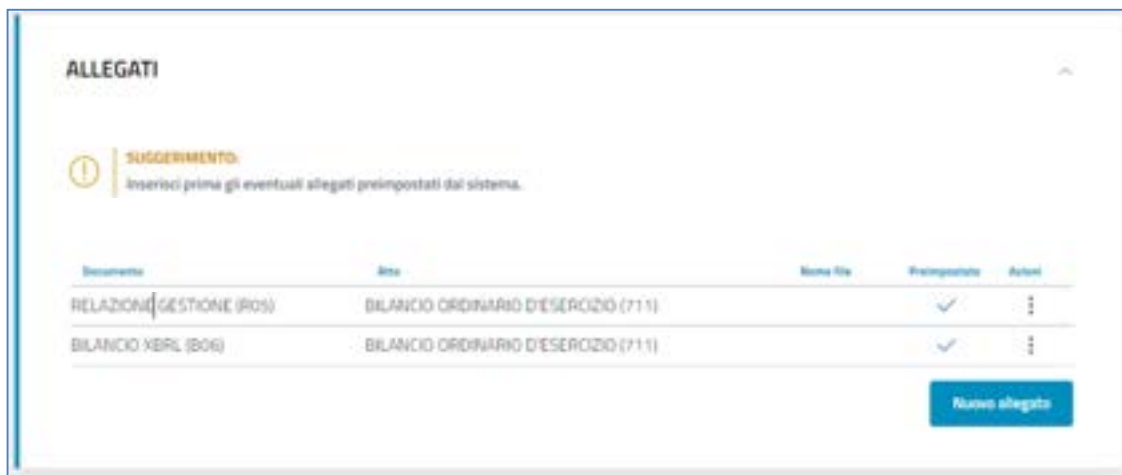 ALLEGATI
SUGGERIMENTO:
Inserisci prima gli eventuali allegati preimpostati dal sistema.
Documento Atto Nome file Preimpostato Azioni
RELAZIONE GESTIONE (R05) BILANCIO ORDINARIO D'ESERCIZIO (711)
BILANCIO XBRL (B06) BILANCIO ORDINARIO D'ESERCIZIO (711)
Nuovo allegato